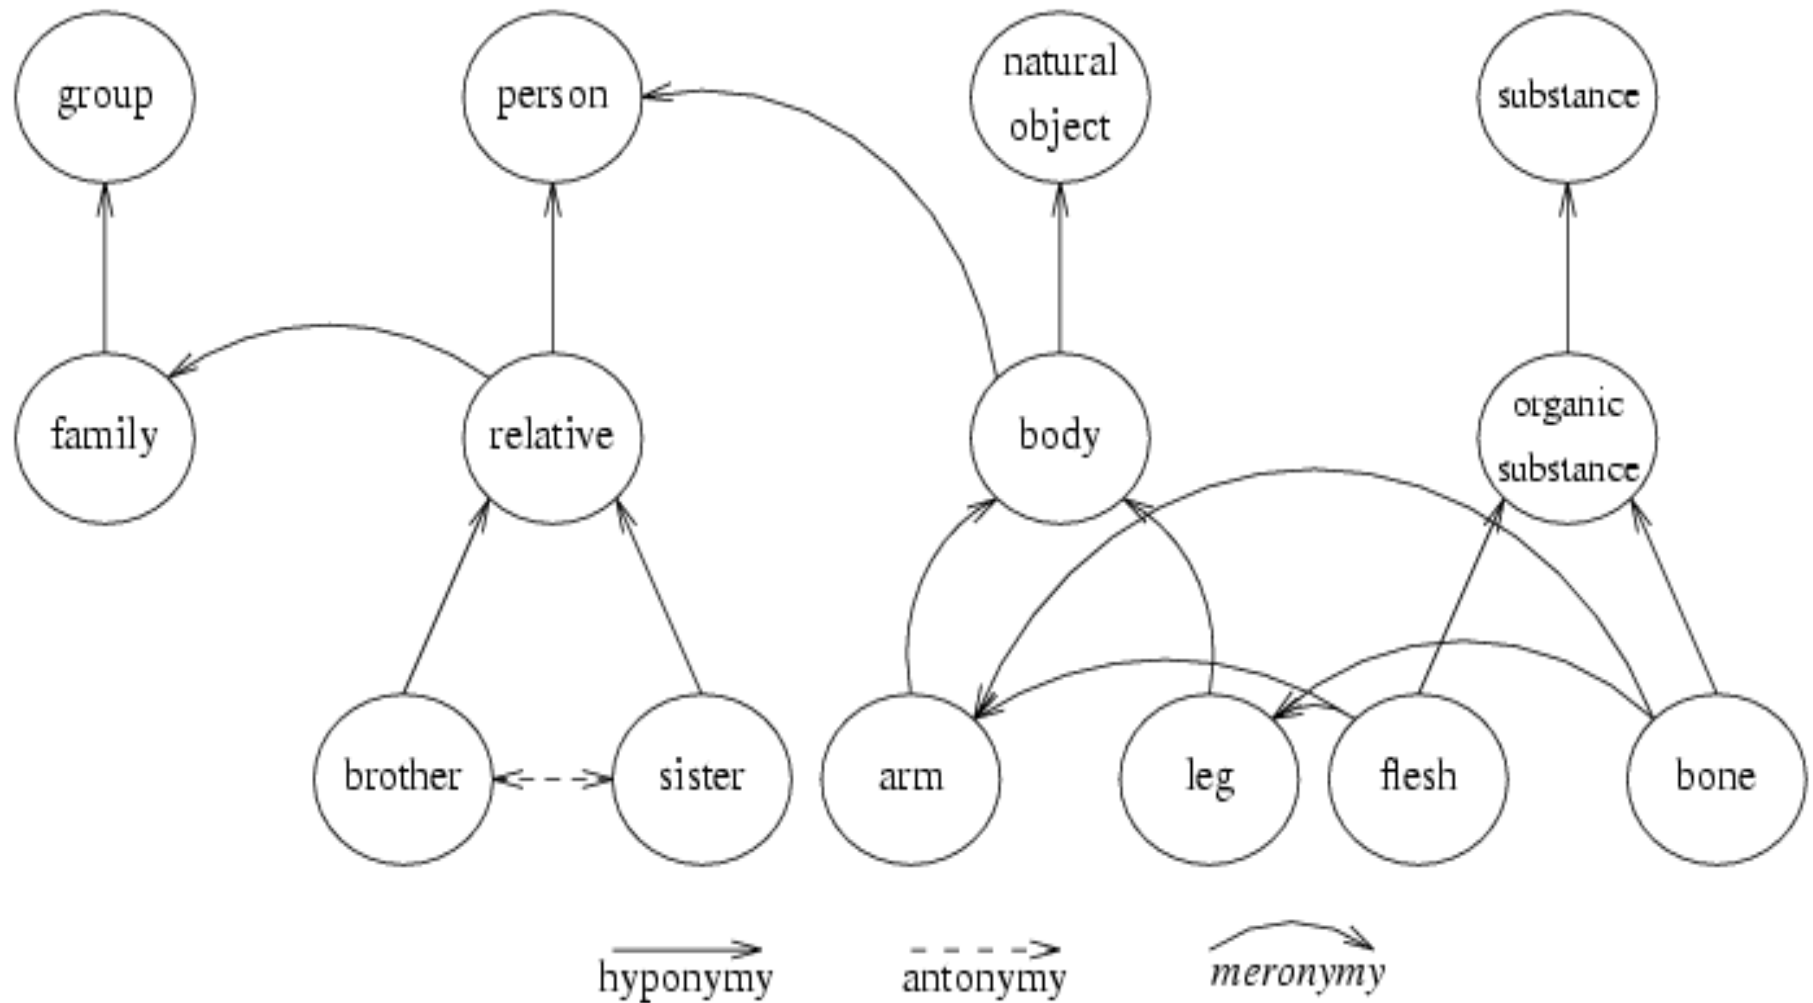 group
person
natural
object
substance
family
relative
body
organic
substance
brother
sister
arm
leg
flesh
bone
hyponymy
antonymy
meronymy